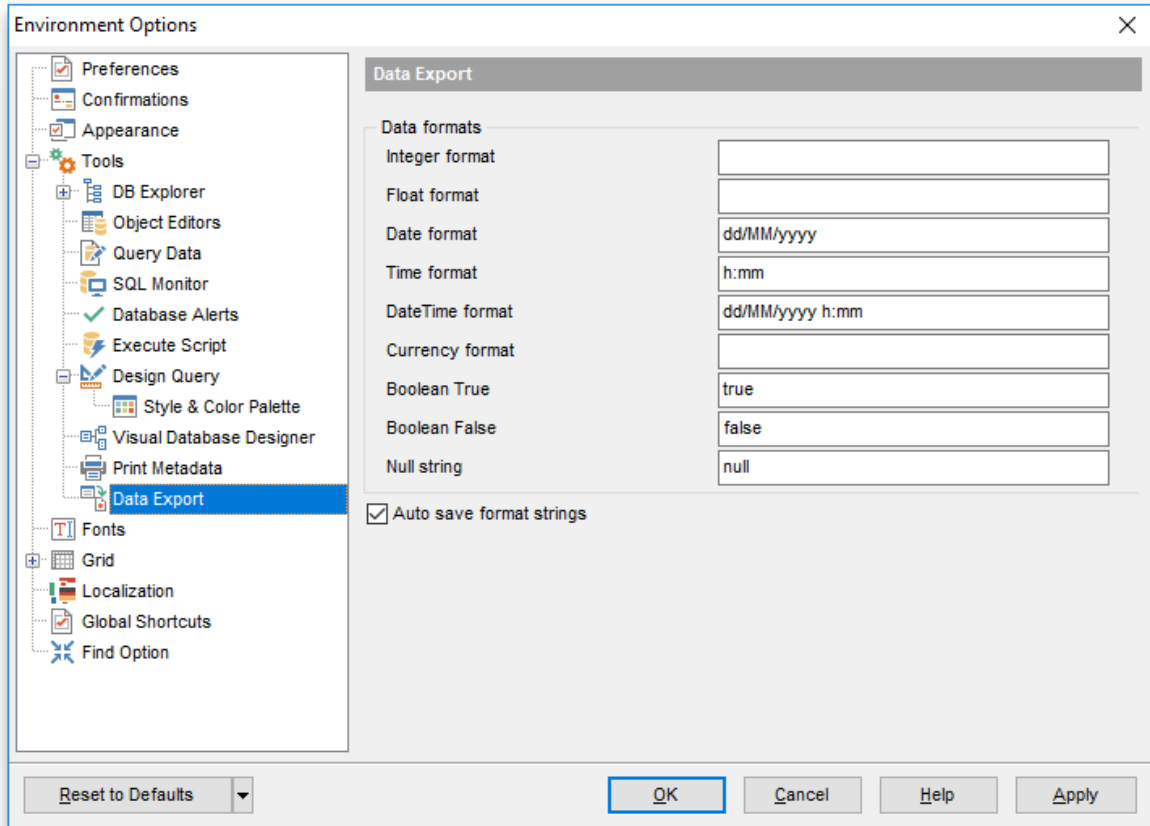 Environment Options
Preferences
Confirmations
Appearance
Tools
DB Explorer
Object Editors
Query Data
SQL Monitor
Database Alerts
Execute Script
Design Query
Style & Color Palette
Visual Database Designer
Print Metadata
Data Export
Fonts
Grid
Localization
Global Shortcuts
Find Option
Data Export
Data formats
Integer format
Float format
Date format dd/MM/yyyy
Time format h:mm
DateTime format dd/MM/yyyy h:mm
Currency format
Boolean True true
Boolean False false
Null string null
Auto save format strings
Reset to Defaults OK Cancel Help Apply